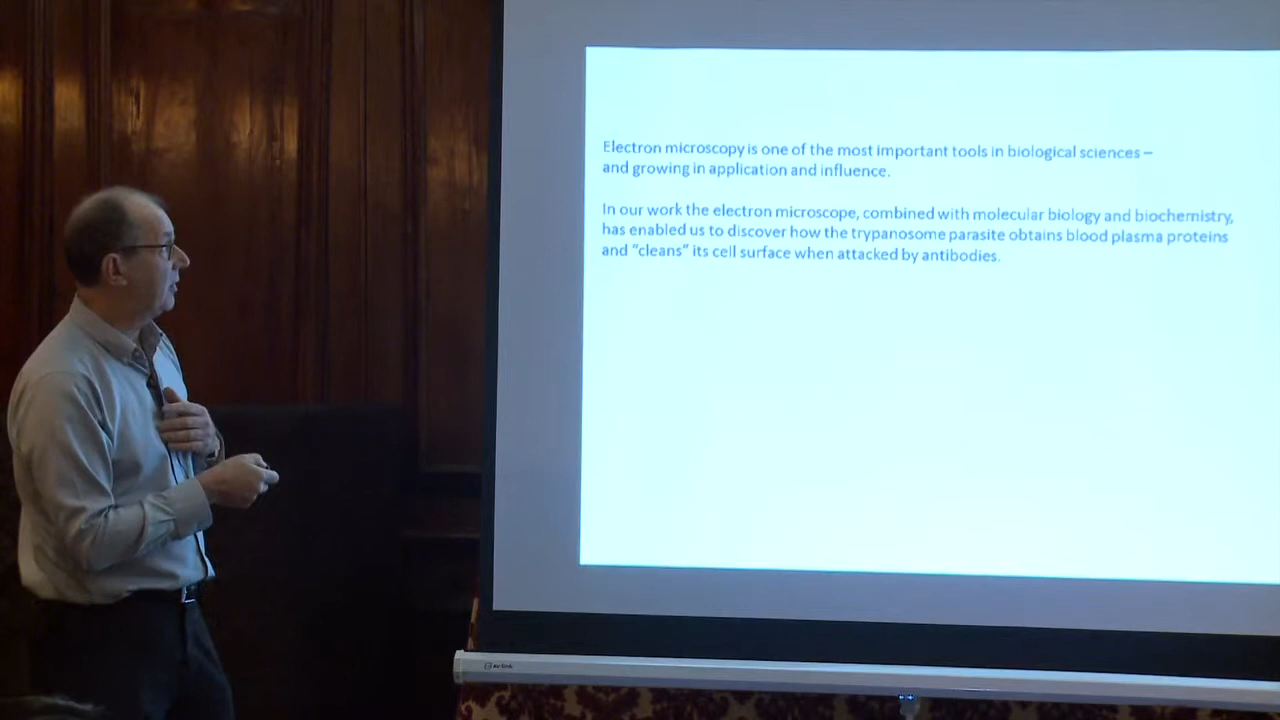 Electron microscopy is one of the most important tools in biological sciences –
and growing in application and influence.
In our work the electron microscope, combined with molecular biology and biochemistry,
has enabled us to discover how the trypanosome parasite obtains blood plasma proteins
and “cleans” its cell surface when attacked by antibodies.